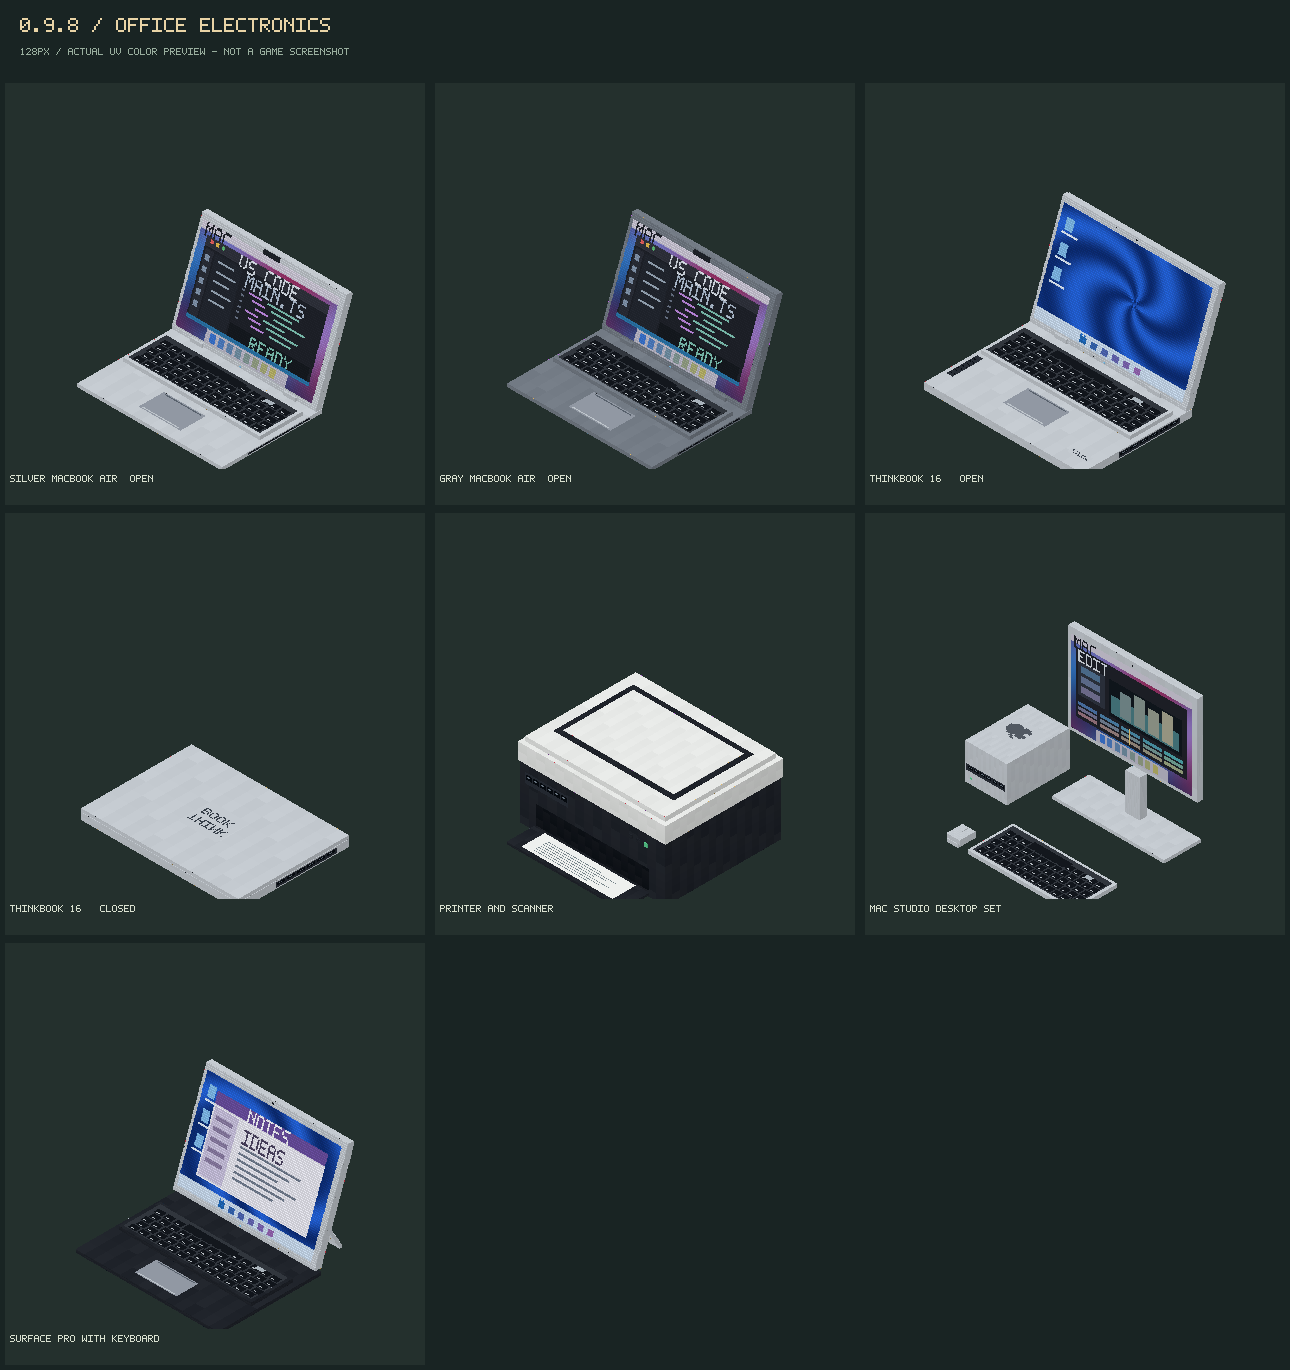 0.9.8 / OFFICE ELECTRONICS
128PX / ACTUAL UV COLOR PREVIEW - NOT A GAME SCREENSHOT
MAC
VS CODE
MAIN.TS
READY
SILVER MACBOOK AIR  OPEN
MAC
VS CODE
MAIN.TS
READY
GRAY MACBOOK AIR  OPEN
THINKBOOK 16   OPEN
BOOK
THINK
THINKBOOK 16   CLOSED
PRINTER AND SCANNER
MAC
EDIT
MAC STUDIO DESKTOP SET
NOTES
IDEAS
SURFACE PRO WITH KEYBOARD